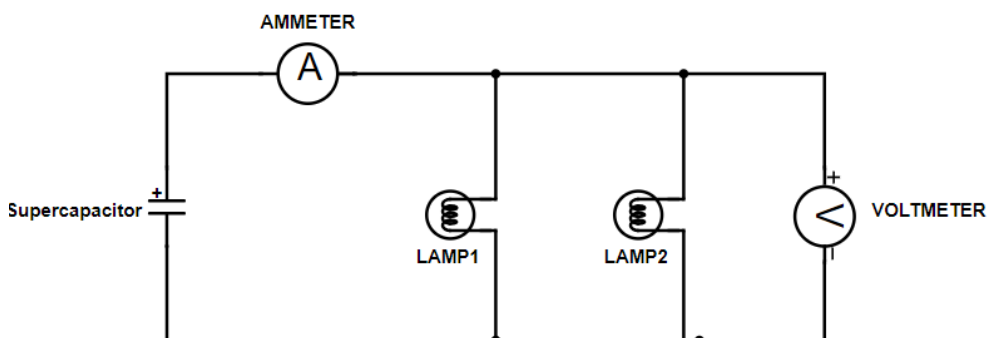 AMMETER
A
+
Supercapacitor
LAMP1
LAMP2
+
V
-
VOLTMETER